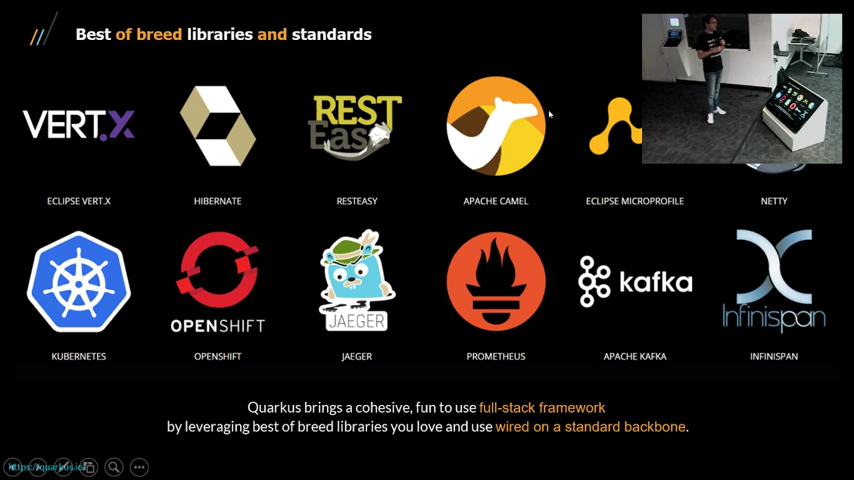 Best of breed libraries and standards
VERT.X
REST
Easy
ECLIPSE VERT.X
HIBERNATE
RESTEASY
APACHE CAMEL
ECLIPSE MICROPROFILE
NETTY
OPENSHIFT
JAEGER
kafka
Infinispan
KUBERNETES
OPENSHIFT
JAEGER
PROMETHEUS
APACHE KAFKA
INFINISPAN
Quarkus brings a cohesive, fun to use full-stack framework
by leveraging best of breed libraries you love and use wired on a standard backbone.
https://quarkus.io/